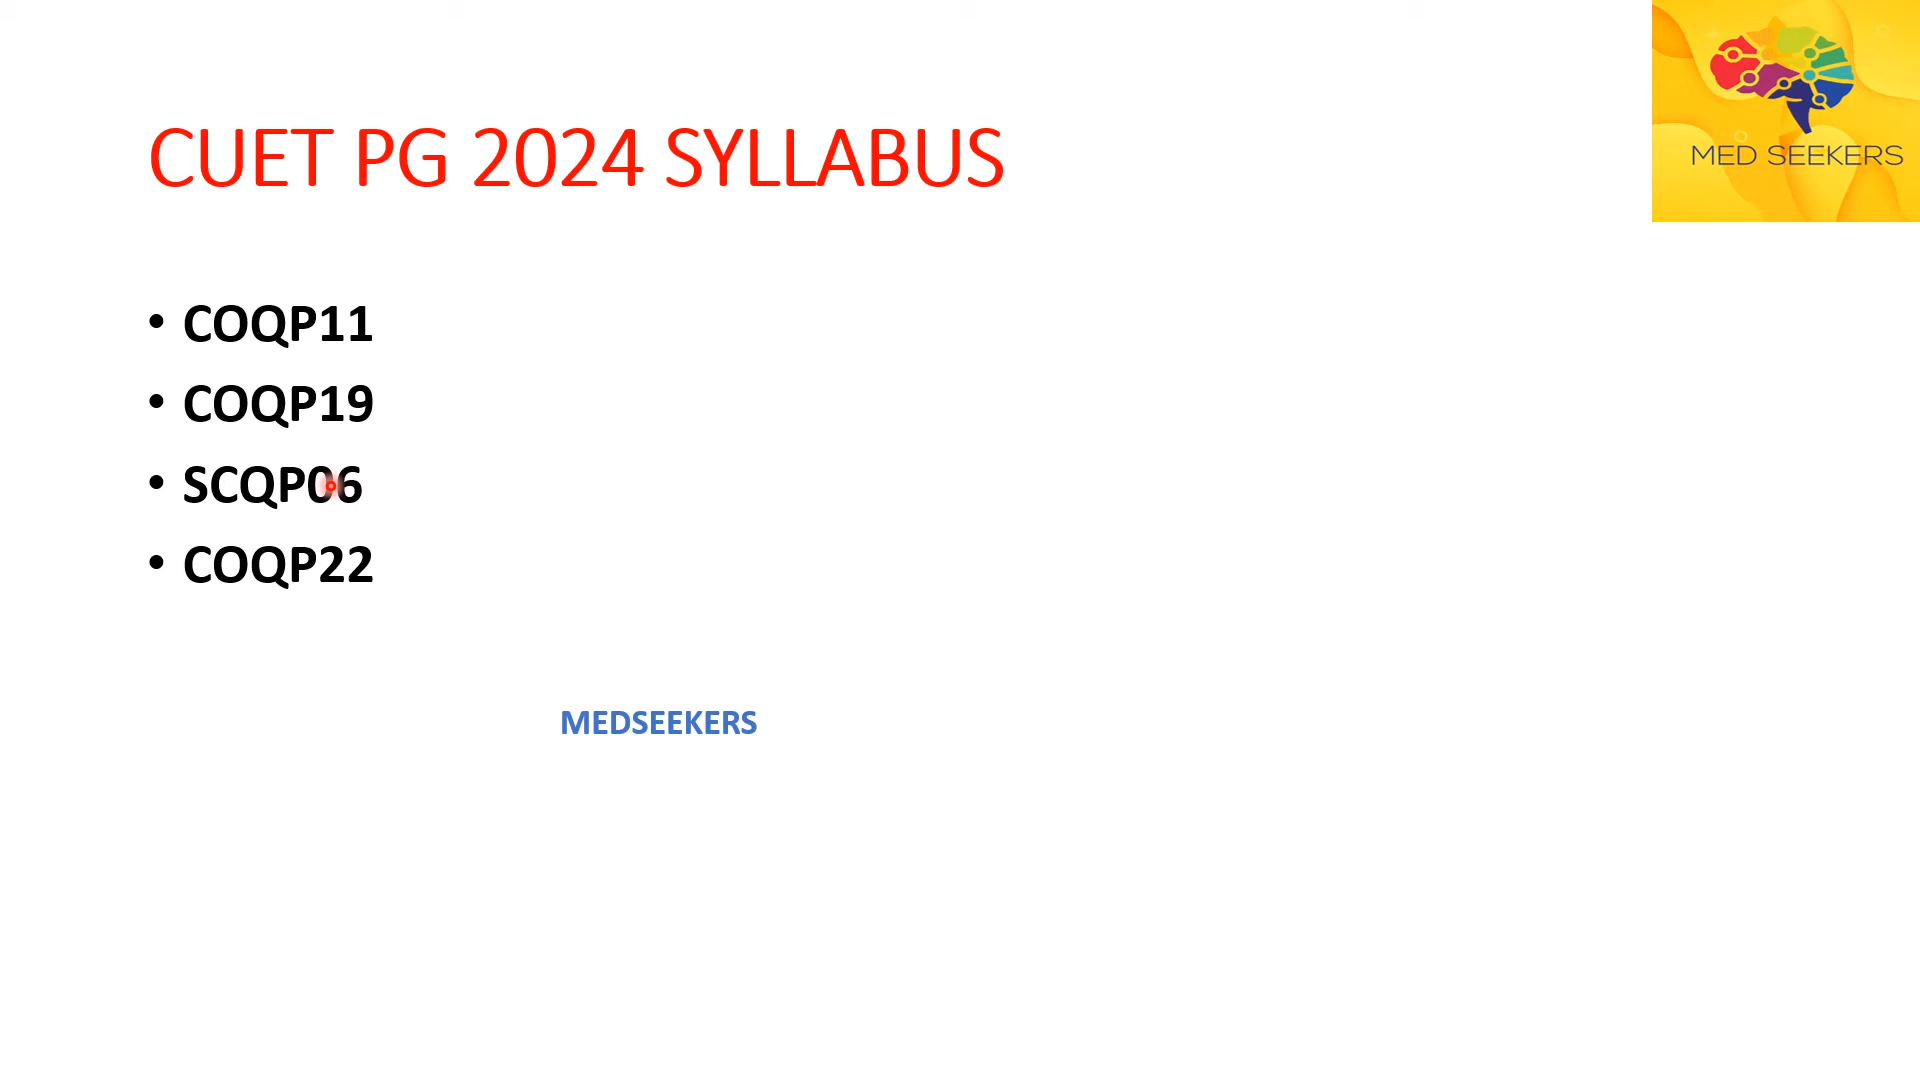 CUET PG 2024 SYLLABUS
MED SEEKERS
• COQP11
• COQP19
• SCQP06
• COQP22
MEDSEEKERS